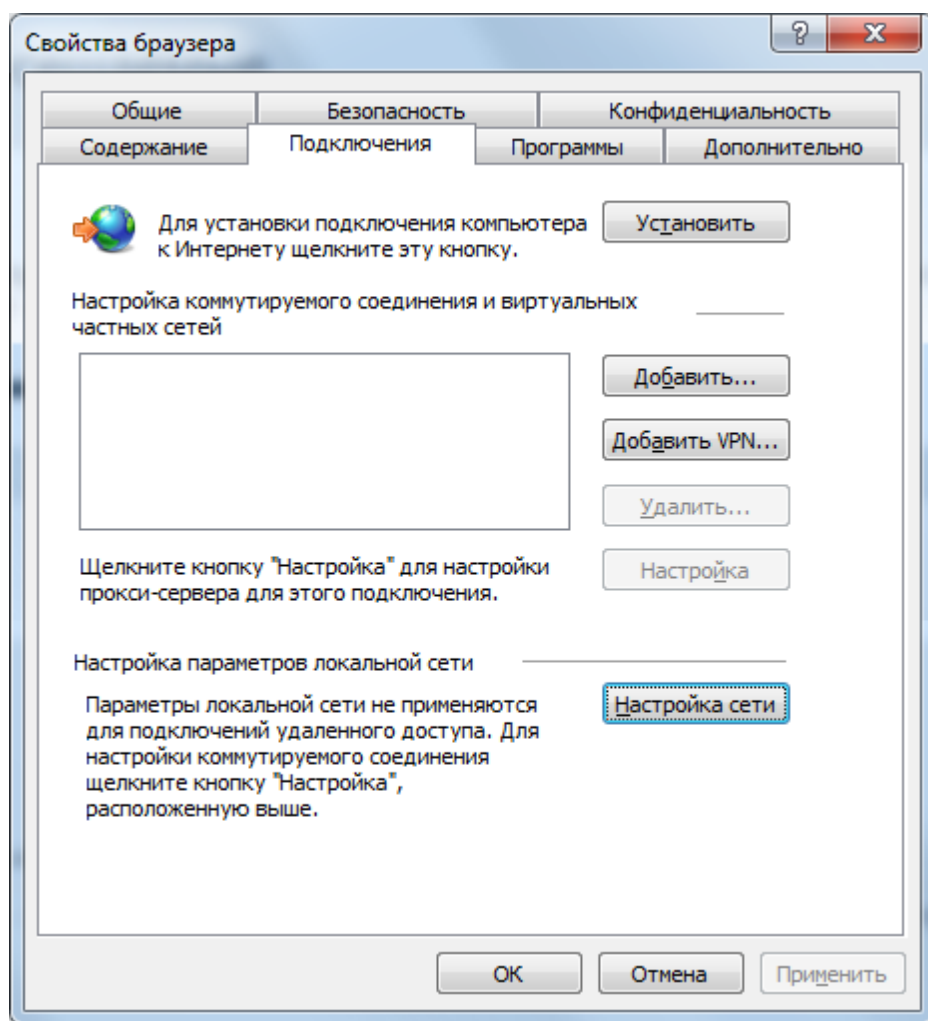 Свойства браузера
Общие
Безопасность
Конфиденциальность
Содержание
Подключения
Программы
Дополнительно
Для установки подключения компьютера
к Интернету щелкните эту кнопку.
Установить
Настройка коммутируемого соединения и виртуальных
частных сетей
Добавить...
Добавить VPN...
Удалить...
Щелкните кнопку "Настройка" для настройки
прокси-сервера для этого подключения.
Настройка
Настройка параметров локальной сети
Параметры локальной сети не применяются
для подключений удаленного доступа. Для
настройки коммутируемого соединения
щелкните кнопку "Настройка",
расположенную выше.
Настройка сети
ОК
Отмена
Применить